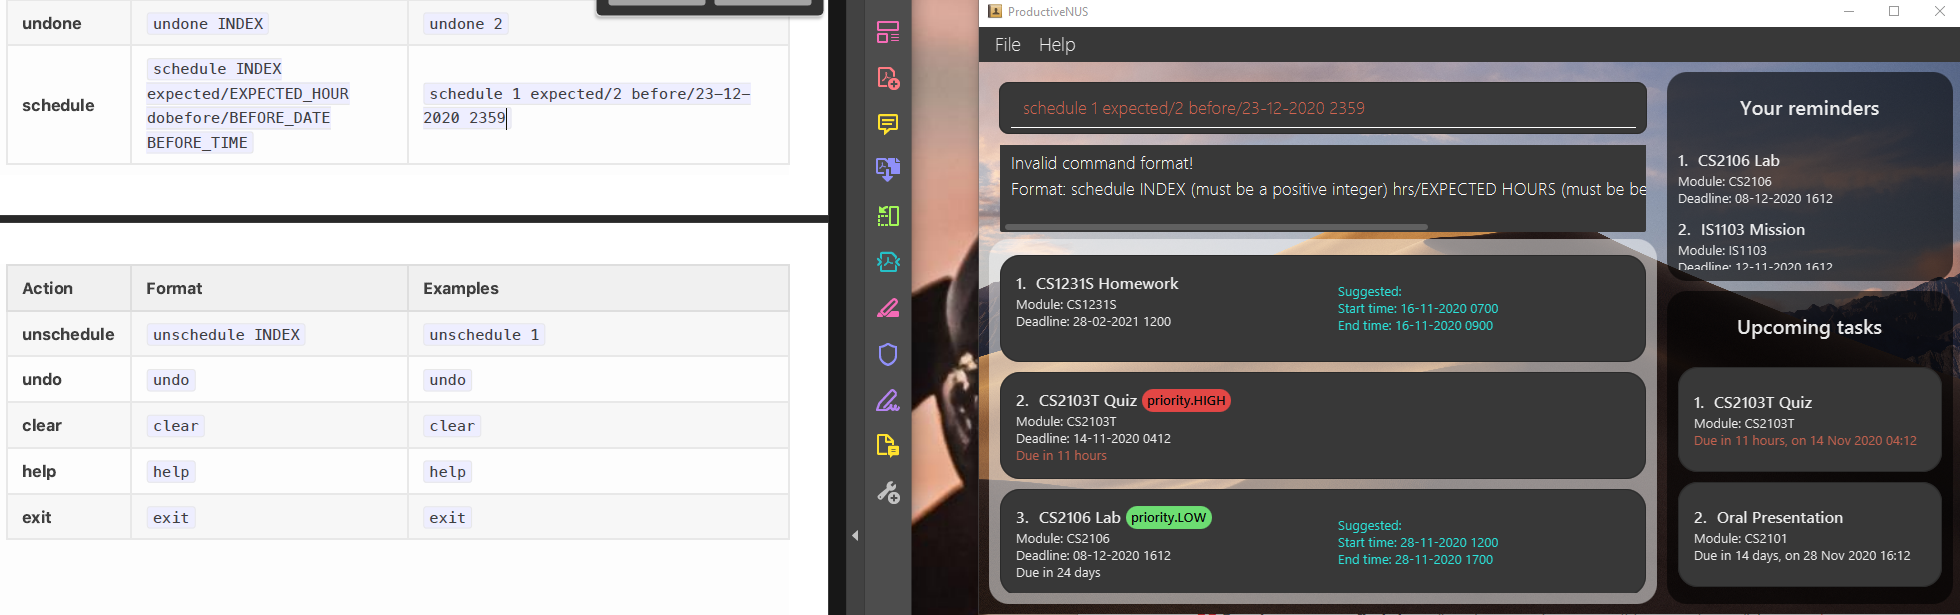 undone
undone INDEX
undone 2
schedule
schedule INDEX
expected/EXPECTED_HOUR
dobefore/BEFORE_DATE
BEFORE_TIME
schedule 1 expected/2 before/23–12–
2020 2359
Action
Format
Examples
unschedule
unschedule INDEX
unschedule 1
undo
undo
undo
clear
clear
clear
help
help
help
exit
exit
exit
ProductiveNUS
File
Help
schedule 1 expected/2 before/23-12-2020 2359
Invalid command format!
Format: schedule INDEX (must be a positive integer) hrs/EXPECTED HOURS (must be be
1. CS1231S Homework
Module: CS1231S
Deadline: 28-02-2021 1200
Suggested:
Start time: 16-11-2020 0700
End time: 16-11-2020 0900
2. CS2103T Quiz priority.HIGH
Module: CS2103T
Deadline: 14-11-2020 0412
Due in 11 hours
3. CS2106 Lab priority.LOW
Module: CS2106
Deadline: 08-12-2020 1612
Due in 24 days
Suggested:
Start time: 28-11-2020 1200
End time: 28-11-2020 1700
Your reminders
1. CS2106 Lab
Module: CS2106
Deadline: 08-12-2020 1612
2. IS1103 Mission
Module: IS1103
Deadline: 12-11-2020 1612
Upcoming tasks
1. CS2103T Quiz
Module: CS2103T
Due in 11 hours, on 14 Nov 2020 04:12
2. Oral Presentation
Module: CS2101
Due in 14 days, on 28 Nov 2020 16:12